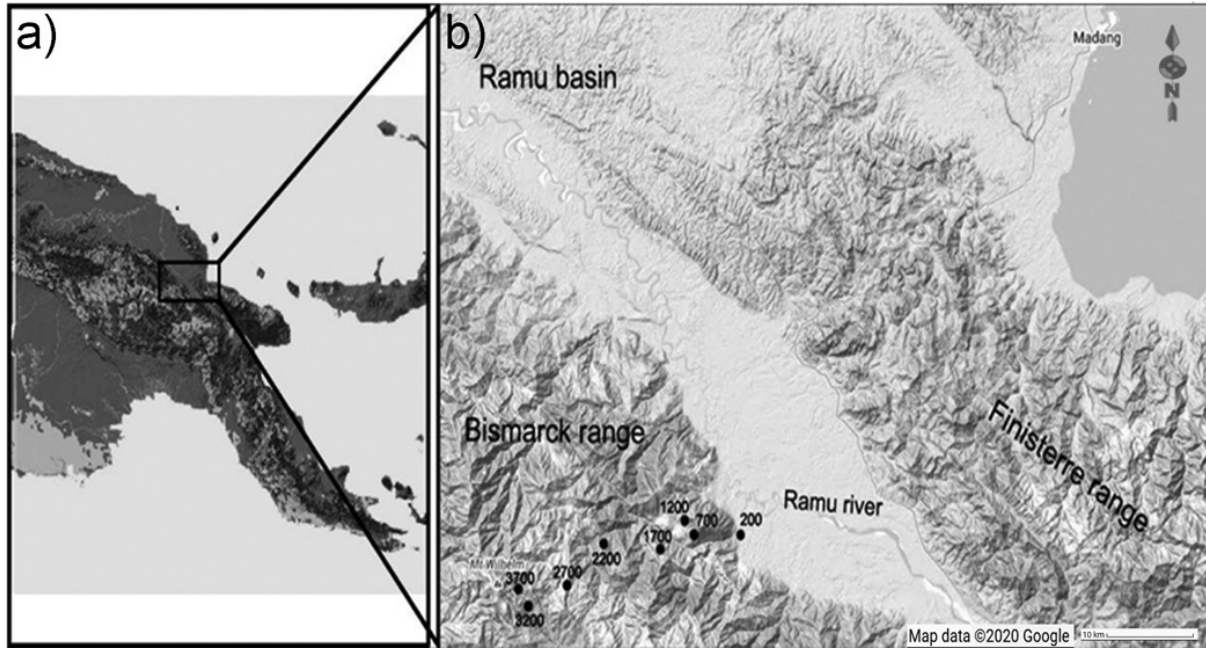 a)
b)
Madang
N
Ramu basin
Bismarck range
Finisterre range
Ramu river
1200
700
200
1700
2200
Mt Wilhelm
3700
2700
3200
Map data ©2020 Google
10 km